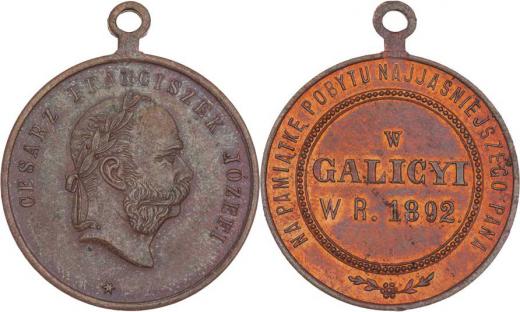 CESARZ FRANCISZEK JÓZEF I
NA PAMIĄTKĘ POBYTU NAJJAŚNIEJSZEGO PANA
W
GALICYI
W R. 1892.